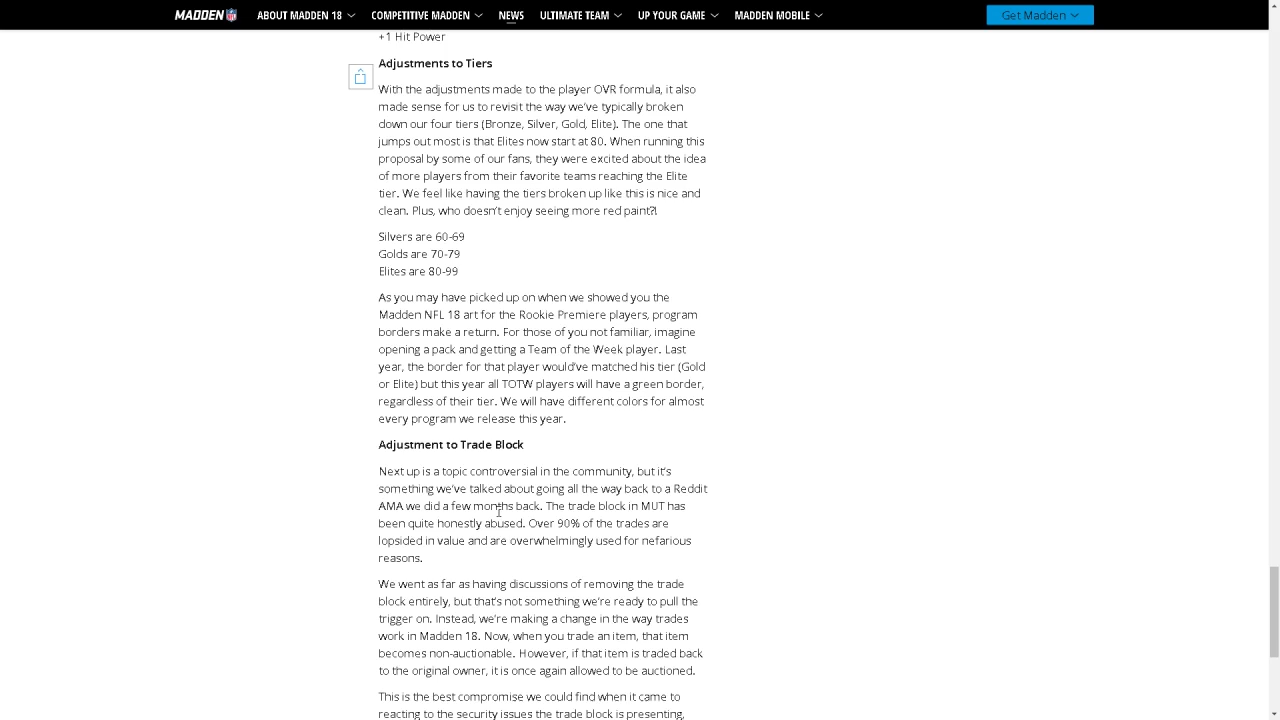 MADDEN NFL ABOUT MADDEN 18 COMPETITIVE MADDEN NEWS ULTIMATE TEAM UP YOUR GAME MADDEN MOBILE Get Madden
+1 Hit Power
Adjustments to Tiers
With the adjustments made to the player OVR formula, it also
made sense for us to revisit the way we've typically broken
down our four tiers (Bronze, Silver, Gold, Elite). The one that
jumps out most is that Elites now start at 80. When running this
proposal by some of our fans, they were excited about the idea
of more players from their favorite teams reaching the Elite
tier. We feel like having the tiers broken up like this is nice and
clean. Plus, who doesn't enjoy seeing more red paint?!
Silvers are 60-69
Golds are 70-79
Elites are 80-99
As you may have picked up on when we showed you the
Madden NFL 18 art for the Rookie Premiere players, program
borders make a return. For those of you not familiar, imagine
opening a pack and getting a Team of the Week player. Last
year, the border for that player would've matched his tier (Gold
or Elite) but this year all TOTW players will have a green border,
regardless of their tier. We will have different colors for almost
every program we release this year.
Adjustment to Trade Block
Next up is a topic controversial in the community, but it's
something we've talked about going all the way back to a Reddit
AMA we did a few months back. The trade block in MUT has
been quite honestly abused. Over 90% of the trades are
lopsided in value and are overwhelmingly used for nefarious
reasons.
We went as far as having discussions of removing the trade
block entirely, but that's not something we're ready to pull the
trigger on. Instead, we're making a change in the way trades
work in Madden 18. Now, when you trade an item, that item
becomes non-auctionable. However, if that item is traded back
to the original owner, it is once again allowed to be auctioned.
This is the best compromise we could find when it came to
reacting to the security issues the trade block is presenting,